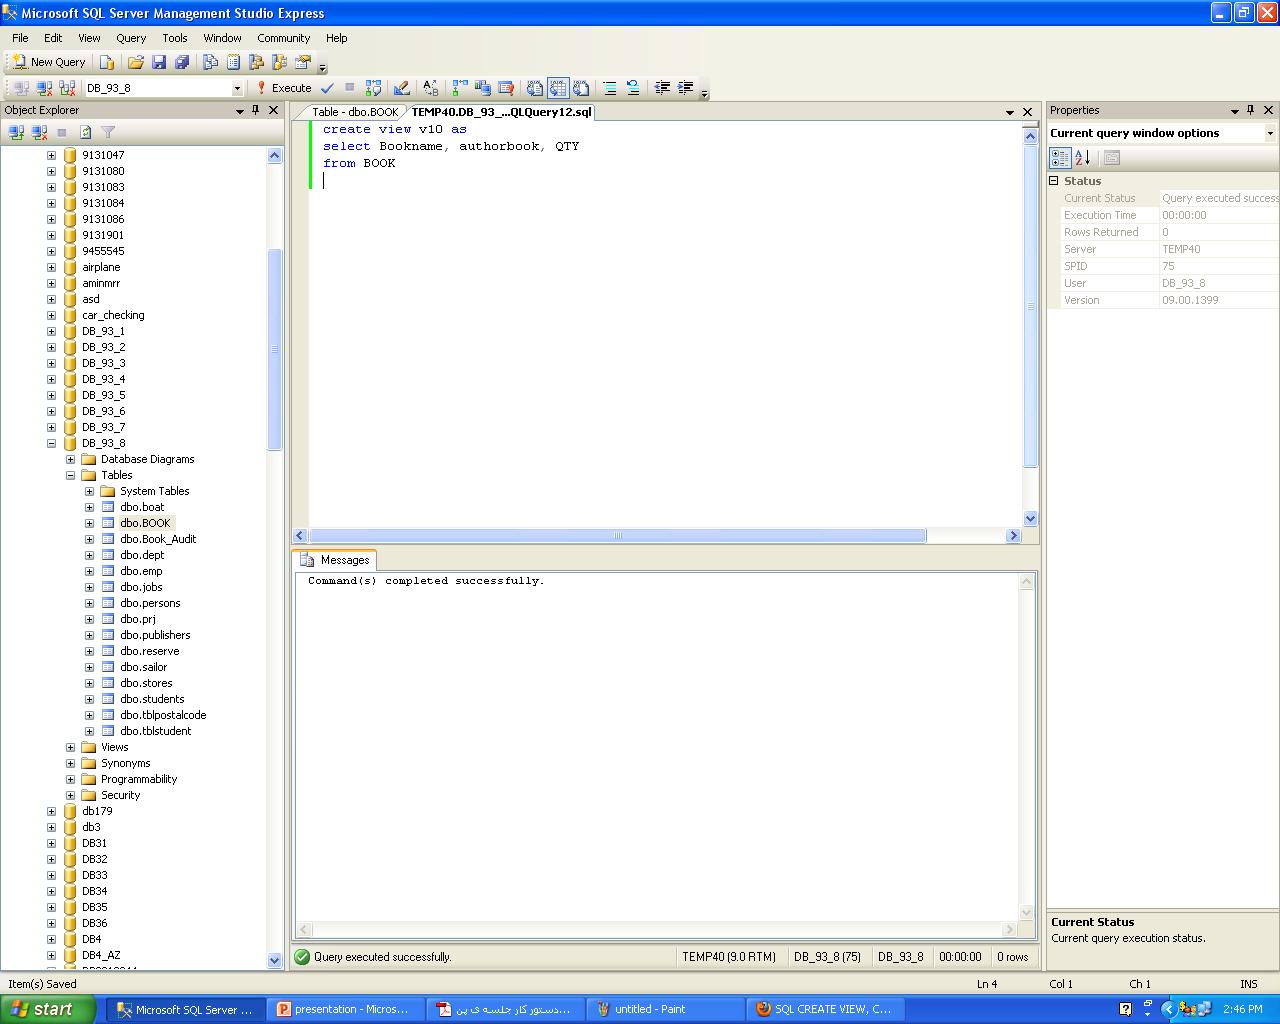 Microsoft SQL Server Management Studio Express
File Edit View Query Tools Window Community Help
New Query
DB_93_8 Execute
Object Explorer
9131047
9131080
9131083
9131084
9131086
9131901
9455545
airplane
aminmrr
asd
car_checking
DB_93_1
DB_93_2
DB_93_3
DB_93_4
DB_93_5
DB_93_6
DB_93_7
DB_93_8
Database Diagrams
Tables
System Tables
dbo.boat
dbo.BOOK
dbo.Book_Audit
dbo.dept
dbo.emp
dbo.jobs
dbo.persons
dbo.prj
dbo.publishers
dbo.reserve
dbo.sailor
dbo.stores
dbo.students
dbo.tblpostalcode
dbo.tblstudent
Views
Synonyms
Programmability
Security
db179
db3
DB31
DB32
DB33
DB34
DB35
DB36
DB4
DB4_AZ
Table - dbo.BOOK TEMP40.DB_93_...QLQuery12.sql
create view v10 as
select Bookname, authorbook, QTY
from BOOK
Messages
Command(s) completed successfully.
Query executed successfully. TEMP40 (9.0 RTM) DB_93_8 (75) DB_93_8 00:00:00 0 rows
Properties
Current query window options
Status
Current Status Query executed success
Execution Time 00:00:00
Rows Returned 0
Server TEMP40
SPID 75
User DB_93_8
Version 09.00.1399
Current Status
Current query execution status.
Item(s) Saved Ln 4 Col 1 Ch 1 INS
start Microsoft SQL Server ... presentation - Micros... دستور کار جلسه ی پن... untitled - Paint SQL CREATE VIEW, C... 2:46 PM